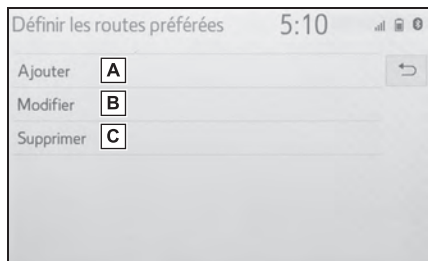 Définir les routes préférées 5:10
Ajouter A
Modifier B
Supprimer C